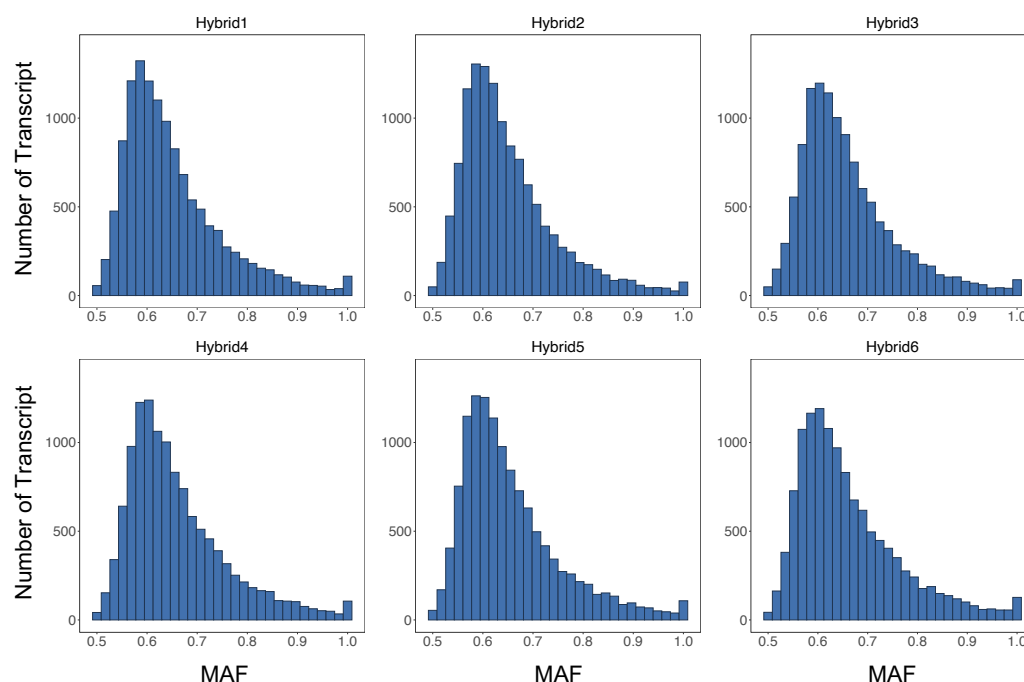 Hybrid1 Hybrid2 Hybrid3
Number of Transcript
1000 1000 1000
500 500 500
0 0 0
0.5 0.6 0.7 0.8 0.9 1.0 0.5 0.6 0.7 0.8 0.9 1.0 0.5 0.6 0.7 0.8 0.9 1.0
Hybrid4 Hybrid5 Hybrid6
Number of Transcript
1000 1000 1000
500 500 500
0 0 0
0.5 0.6 0.7 0.8 0.9 1.0 0.5 0.6 0.7 0.8 0.9 1.0 0.5 0.6 0.7 0.8 0.9 1.0
MAF MAF MAF